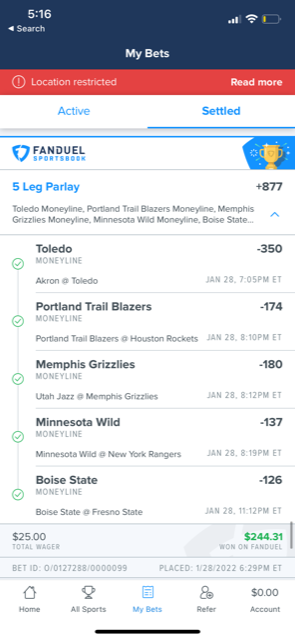 5:16
◄ Search
My Bets
Location restricted Read more
Active Settled
FANDUEL
SPORTSBOOK
5 Leg Parlay +877
Toledo Moneyline, Portland Trail Blazers Moneyline, Memphis
Grizzlies Moneyline, Minnesota Wild Moneyline, Boise State...
Toledo -350
MONEYLINE
Akron @ Toledo JAN 28, 7:05PM ET
Portland Trail Blazers -174
MONEYLINE
Portland Trail Blazers @ Houston Rockets JAN 28, 8:10PM ET
Memphis Grizzlies -180
MONEYLINE
Utah Jazz @ Memphis Grizzlies JAN 28, 8:12PM ET
Minnesota Wild -137
MONEYLINE
Minnesota Wild @ New York Rangers JAN 28, 8:19PM ET
Boise State -126
MONEYLINE
Boise State @ Fresno State JAN 28, 11:12PM ET
$25.00 $244.31
TOTAL WAGER WON ON FANDUEL
BET ID: O/0127288/0000099 PLACED: 1/28/2022 6:29PM ET
$0.00
Home All Sports My Bets Refer Account